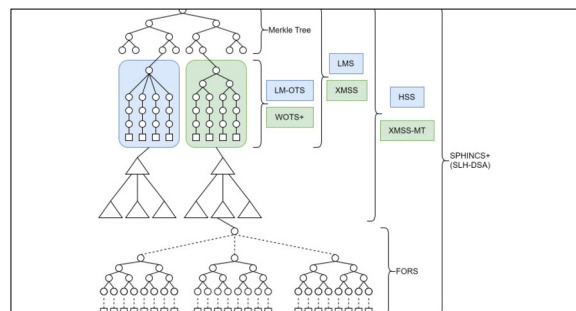 Merkle Tree
LMS
XMSS
LM-OTS
WOTS+
HSS
XMSS-MT
SPHINCS+
(SLH-DSA)
FORS